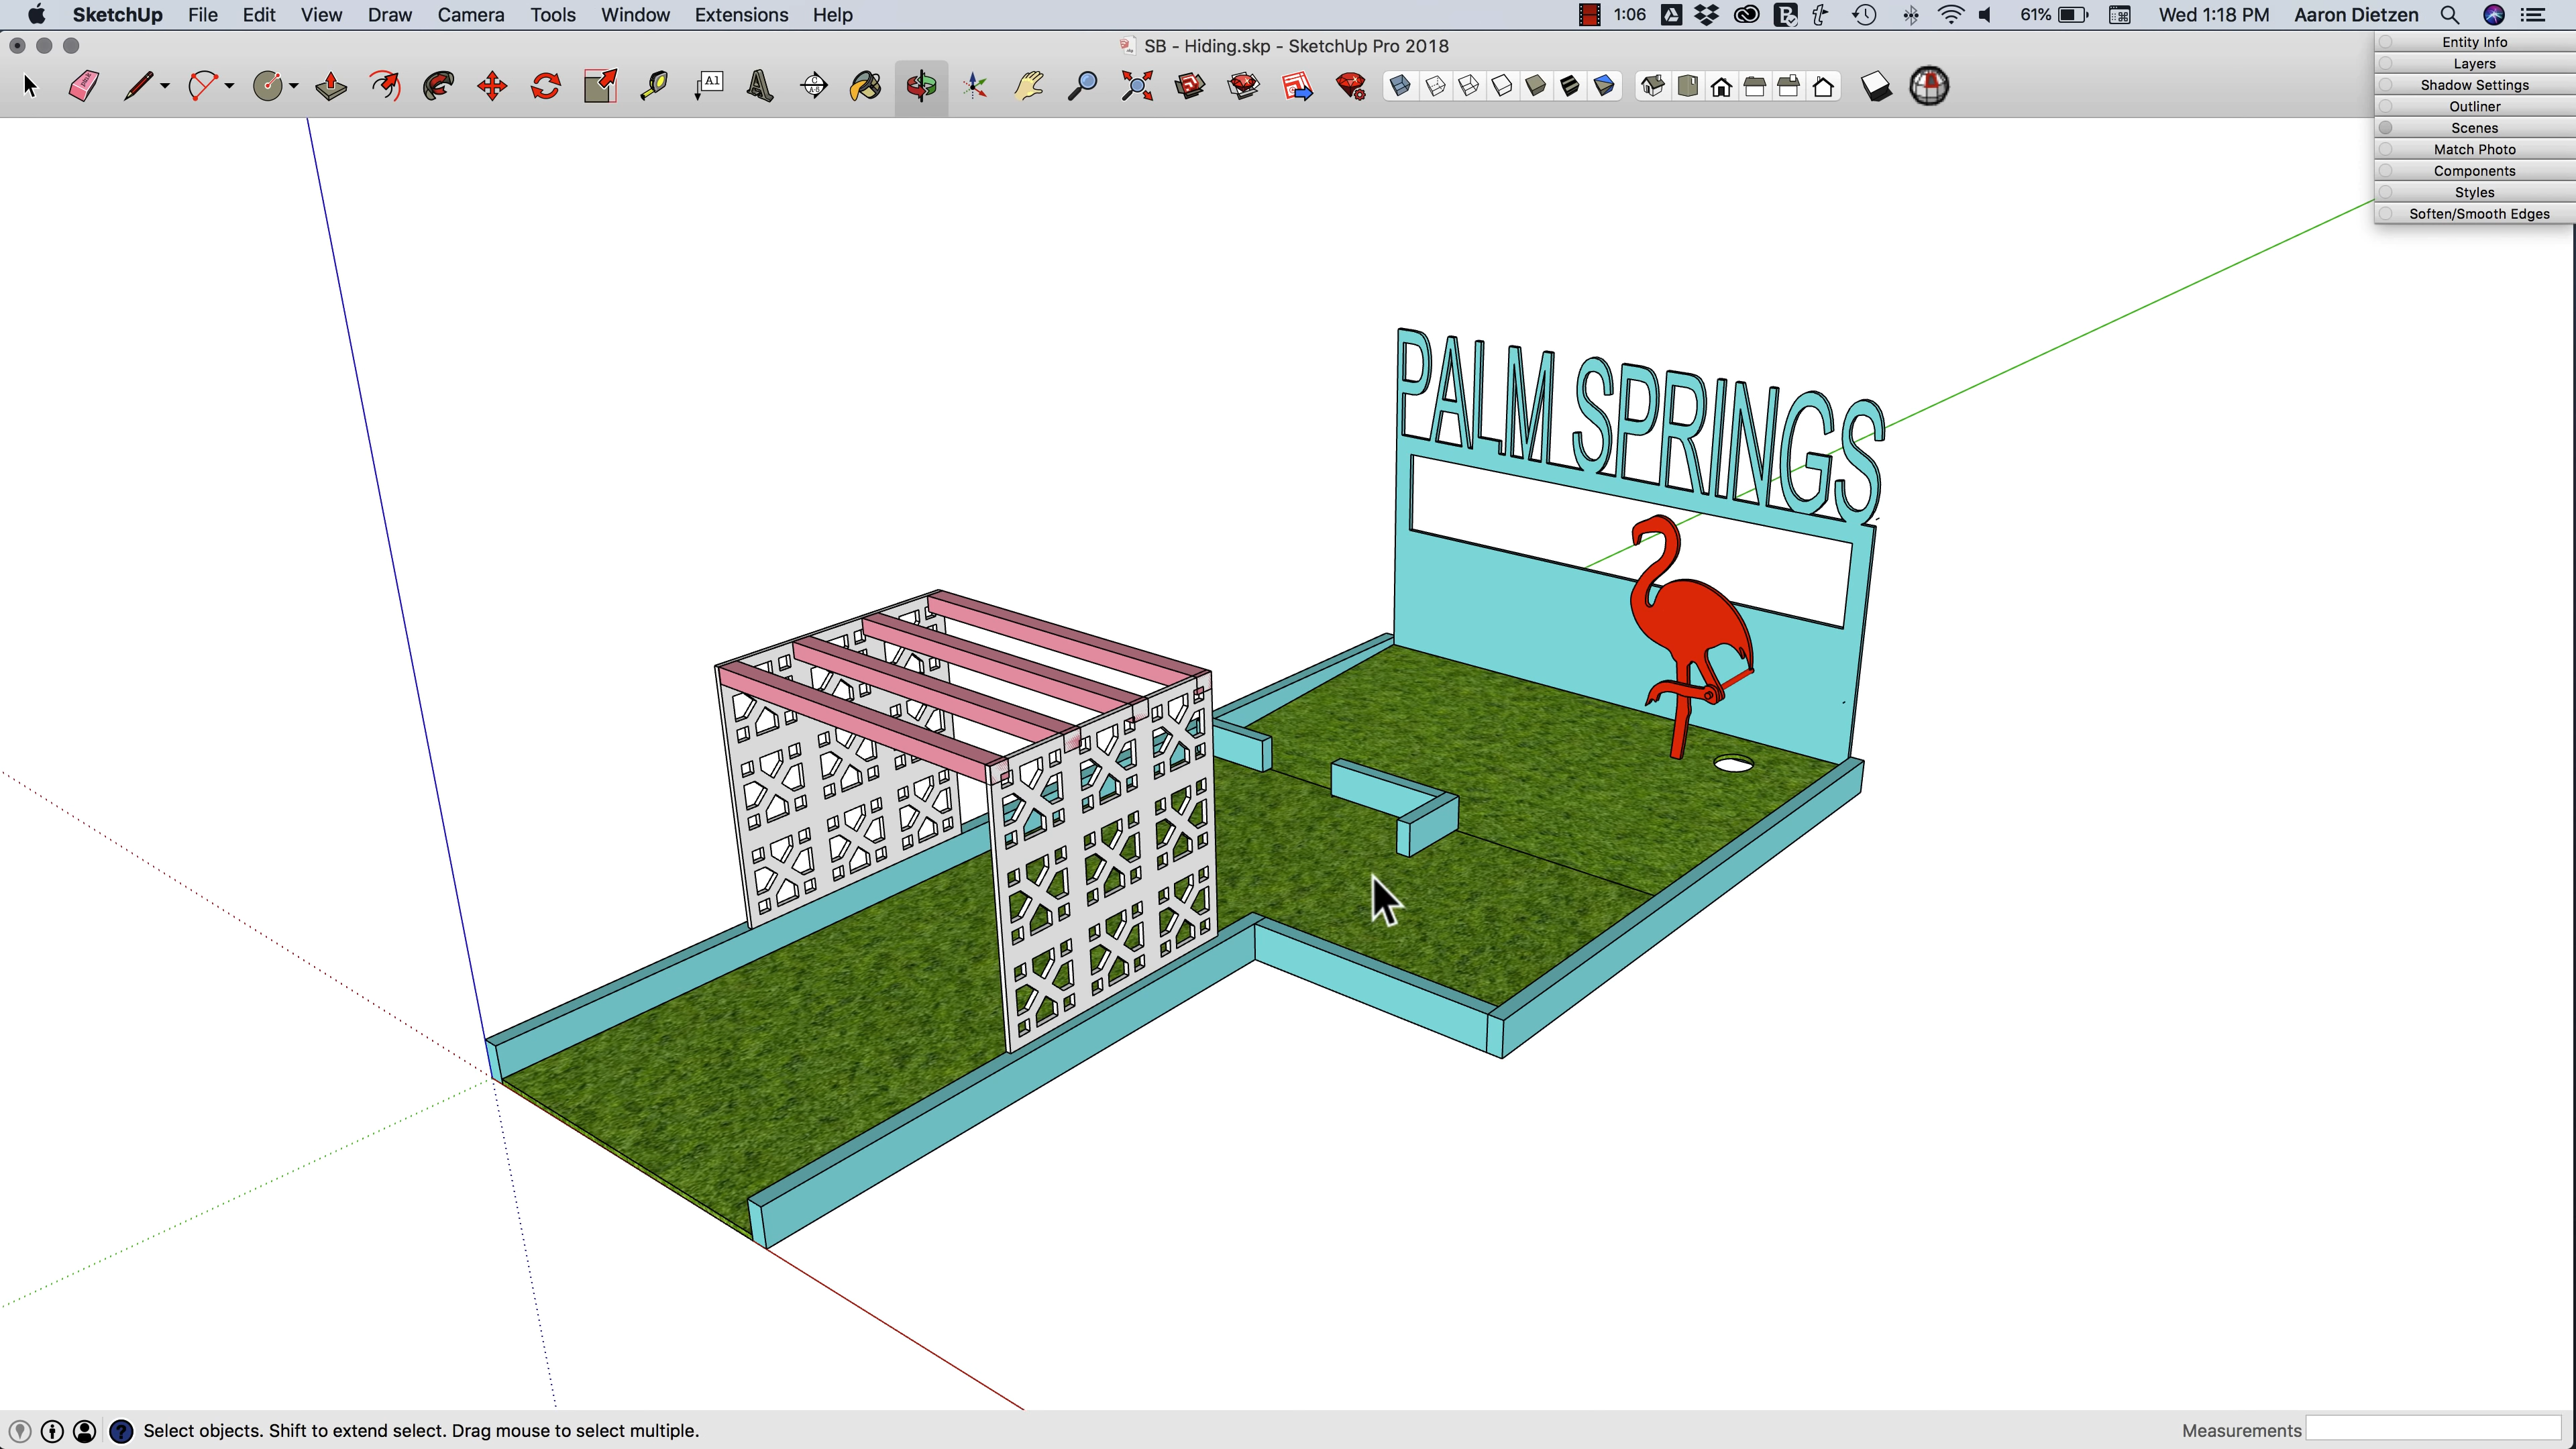 SketchUp File Edit View Draw Camera Tools Window Extensions Help 1:06 61% Wed 1:18 PM Aaron Dietzen
SB - Hiding.skp - SketchUp Pro 2018
Entity Info
Layers
Shadow Settings
Outliner
Scenes
Match Photo
Components
Styles
Soften/Smooth Edges
A1
PALM SPRINGS
Select objects. Shift to extend select. Drag mouse to select multiple.
Measurements